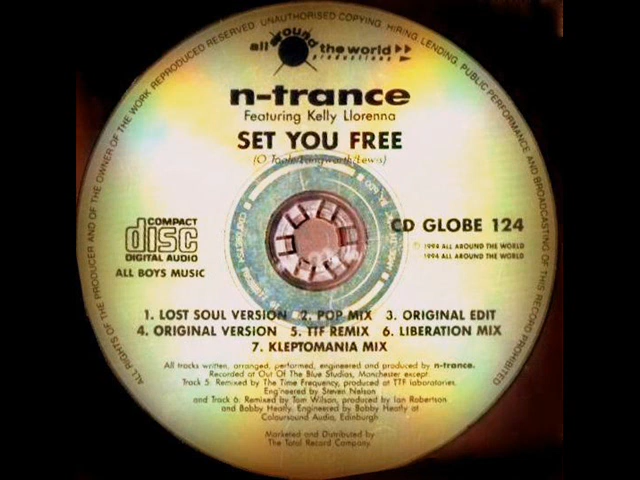 ALL RIGHTS OF THE PRODUCER AND OF THE OWNER OF THE WORK REPRODUCED RESERVED. UNAUTHORISED COPYING, HIRING, LENDING, PUBLIC PERFORMANCE AND BROADCASTING OF THIS RECORD PROHIBITED
all around the world
productions
n-trance
Featuring Kelly Llorenna
SET YOU FREE
(O'Toole/Longworth/Lewis)
COMPACT
disc
DIGITAL AUDIO
ALL BOYS MUSIC
CD GLOBE 124
℗ 1994 ALL AROUND THE WORLD
1994 ALL AROUND THE WORLD
1. LOST SOUL VERSION 2. POP MIX 3. ORIGINAL EDIT
4. ORIGINAL VERSION 5. TTF REMIX 6. LIBERATION MIX
7. KLEPTOMANIA MIX
All tracks written, arranged, performed, engineered and produced by n-trance.
Recorded at Out Of The Blue Studios, Manchester except.
Track 5: Remixed by The Time Frequency, produced at TTF laboratories.
Eng'neered by Steven Nelson
and Track 6: Remixed by Tom Wilson, produced by Ian Robertson
and Bobby Heatly. Engineered by Bobby Heatly at
Coloursound Audio, Edinburgh
Marketed and Distributed by
The Total Record Company